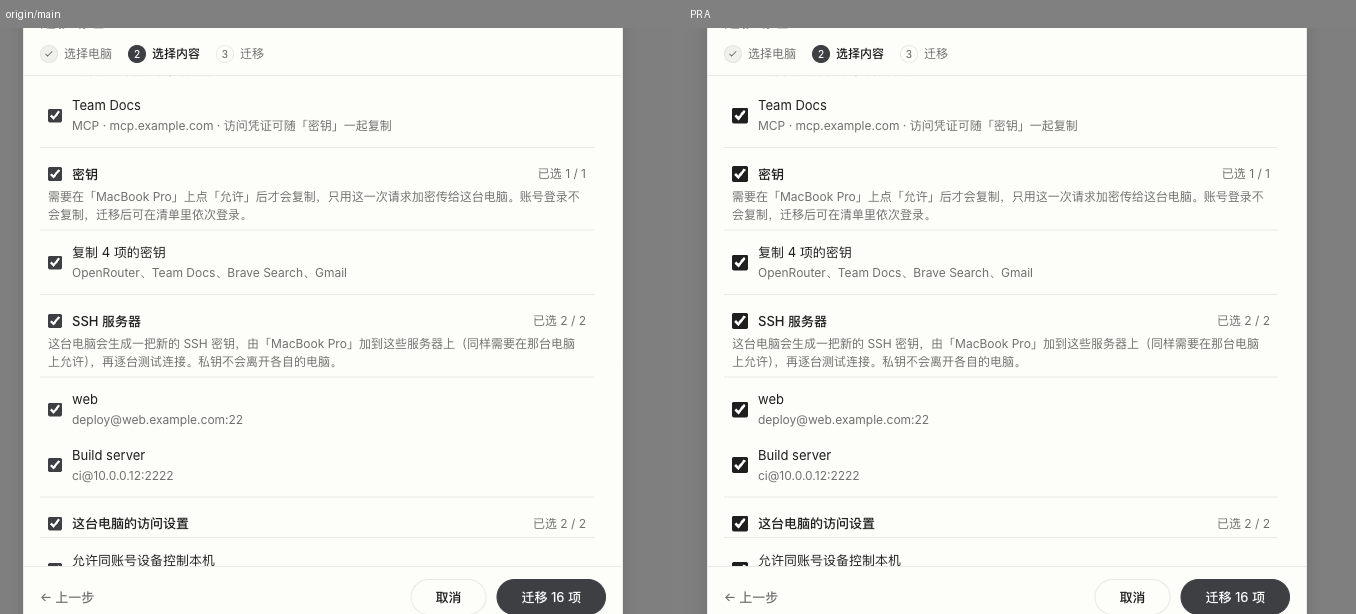 origin/main
选择电脑 2 选择内容 3 迁移
Team Docs
MCP · mcp.example.com · 访问凭证可随「密钥」一起复制
密钥 已选 1 / 1
需要在「MacBook Pro」上点「允许」后才会复制，只用这一次请求加密传给这台电脑。账号登录不
会复制，迁移后可在清单里依次登录。
复制 4 项的密钥
OpenRouter、Team Docs、Brave Search、Gmail
SSH 服务器 已选 2 / 2
这台电脑会生成一把新的 SSH 密钥，由「MacBook Pro」加到这些服务器上（同样需要在那台电脑
上允许），再逐台测试连接。私钥不会离开各自的电脑。
web
deploy@web.example.com:22
Build server
ci@10.0.0.12:2222
这台电脑的访问设置 已选 2 / 2
允许同账号设备控制本机
← 上一步 取消 迁移 16 项
PRA
选择电脑 2 选择内容 3 迁移
Team Docs
MCP · mcp.example.com · 访问凭证可随「密钥」一起复制
密钥 已选 1 / 1
需要在「MacBook Pro」上点「允许」后才会复制，只用这一次请求加密传给这台电脑。账号登录不
会复制，迁移后可在清单里依次登录。
复制 4 项的密钥
OpenRouter、Team Docs、Brave Search、Gmail
SSH 服务器 已选 2 / 2
这台电脑会生成一把新的 SSH 密钥，由「MacBook Pro」加到这些服务器上（同样需要在那台电脑
上允许），再逐台测试连接。私钥不会离开各自的电脑。
web
deploy@web.example.com:22
Build server
ci@10.0.0.12:2222
这台电脑的访问设置 已选 2 / 2
允许同账号设备控制本机
← 上一步 取消 迁移 16 项